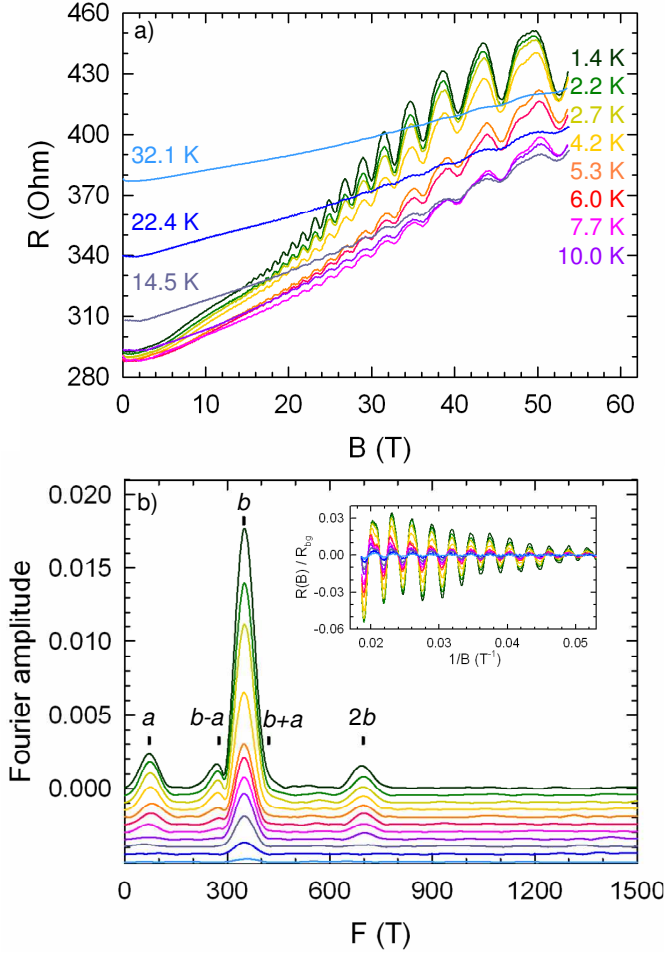 a)
460
430
400
370
340
310
280
R (Ohm)
1.4 K
2.2 K
2.7 K
4.2 K
5.3 K
6.0 K
7.7 K
10.0 K
32.1 K
22.4 K
14.5 K
0 10 20 30 40 50 60
B (T)
b)
0.020
0.015
0.010
0.005
0.000
Fourier amplitude
a
b-a
b
b+a
2b
0.03
0.00
-0.03
-0.06
R(B) / Rbg
0.02 0.03 0.04 0.05
1/B (T-1)
0 300 600 900 1200 1500
F (T)